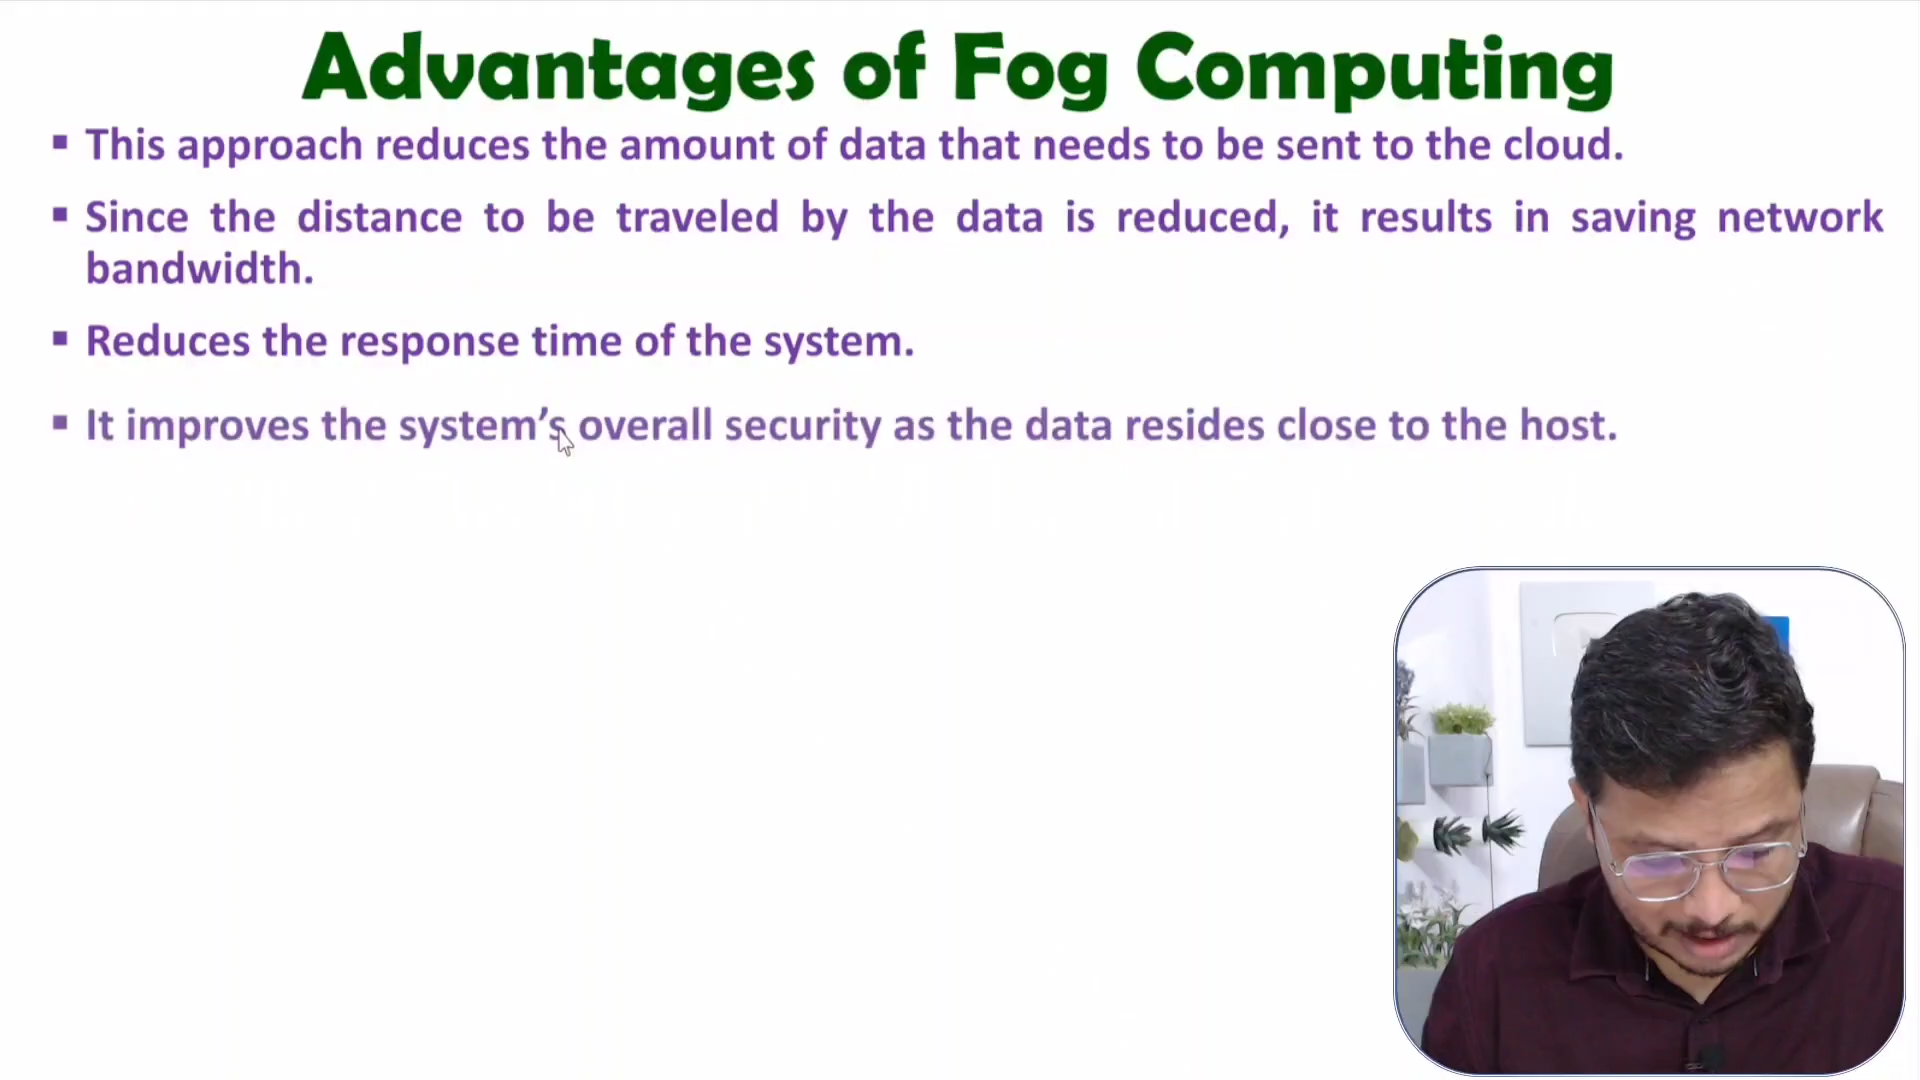 Advantages of Fog Computing
▪ This approach reduces the amount of data that needs to be sent to the cloud.
▪ Since the distance to be traveled by the data is reduced, it results in saving network
bandwidth.
▪ Reduces the response time of the system.
▪ It improves the system’s overall security as the data resides close to the host.